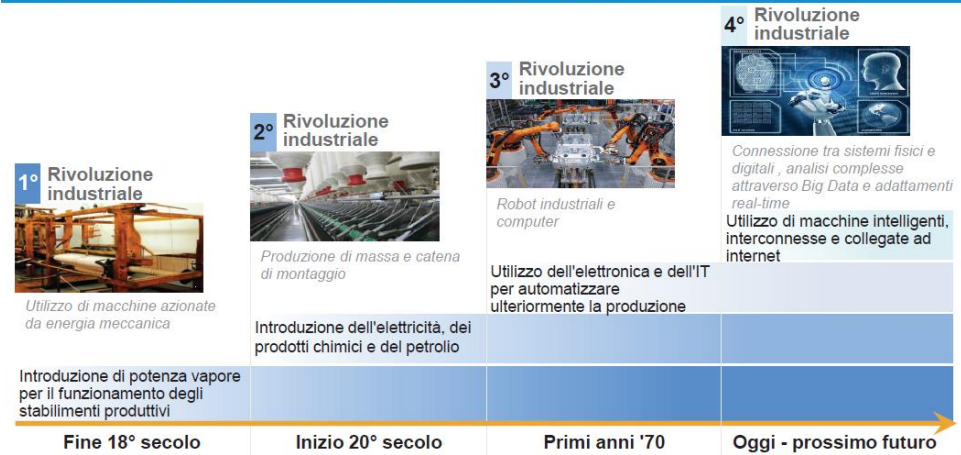 1°
Rivoluzione
industriale
Utilizzo di macchine azionate
da energia meccanica
Introduzione di potenza vapore
per il funzionamento degli
stabilimenti produttivi
Fine 18° secolo
2°
Rivoluzione
industriale
Produzione di massa e catena
di montaggio
Introduzione dell'elettricità, dei
prodotti chimici e del petrolio
Inizio 20° secolo
3°
Rivoluzione
industriale
Robot industriali e
computer
Utilizzo dell'elettronica e dell'IT
per automatizzare
ulteriormente la produzione
Primi anni '70
4°
Rivoluzione
industriale
Connessione tra sistemi fisici e
digitali , analisi complesse
attraverso Big Data e adattamenti
real-time
Utilizzo di macchine intelligenti,
interconnesse e collegate ad
internet
Oggi - prossimo futuro